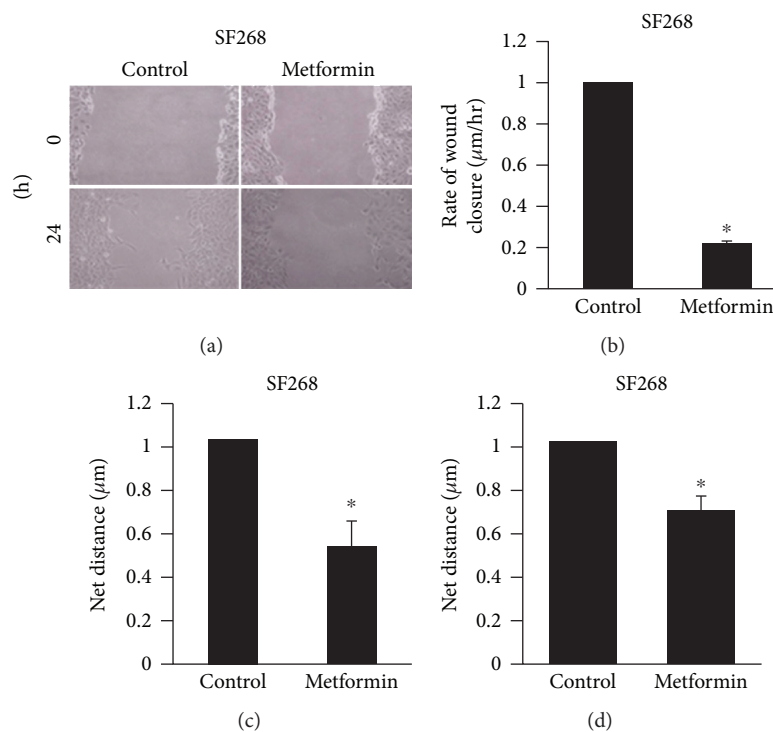 SF268
Control Metformin
(h)
0
24
(a)
SF268
Rate of wound
closure (μm/hr)
1.2
1
0.8
0.6
0.4
0.2
0
*
Control Metformin
(b)
SF268
Net distance (μm)
1.2
1
0.8
0.6
0.4
0.2
0
*
Control Metformin
(c)
SF268
Net distance (μm)
1.2
1
0.8
0.6
0.4
0.2
0
*
Control Metformin
(d)